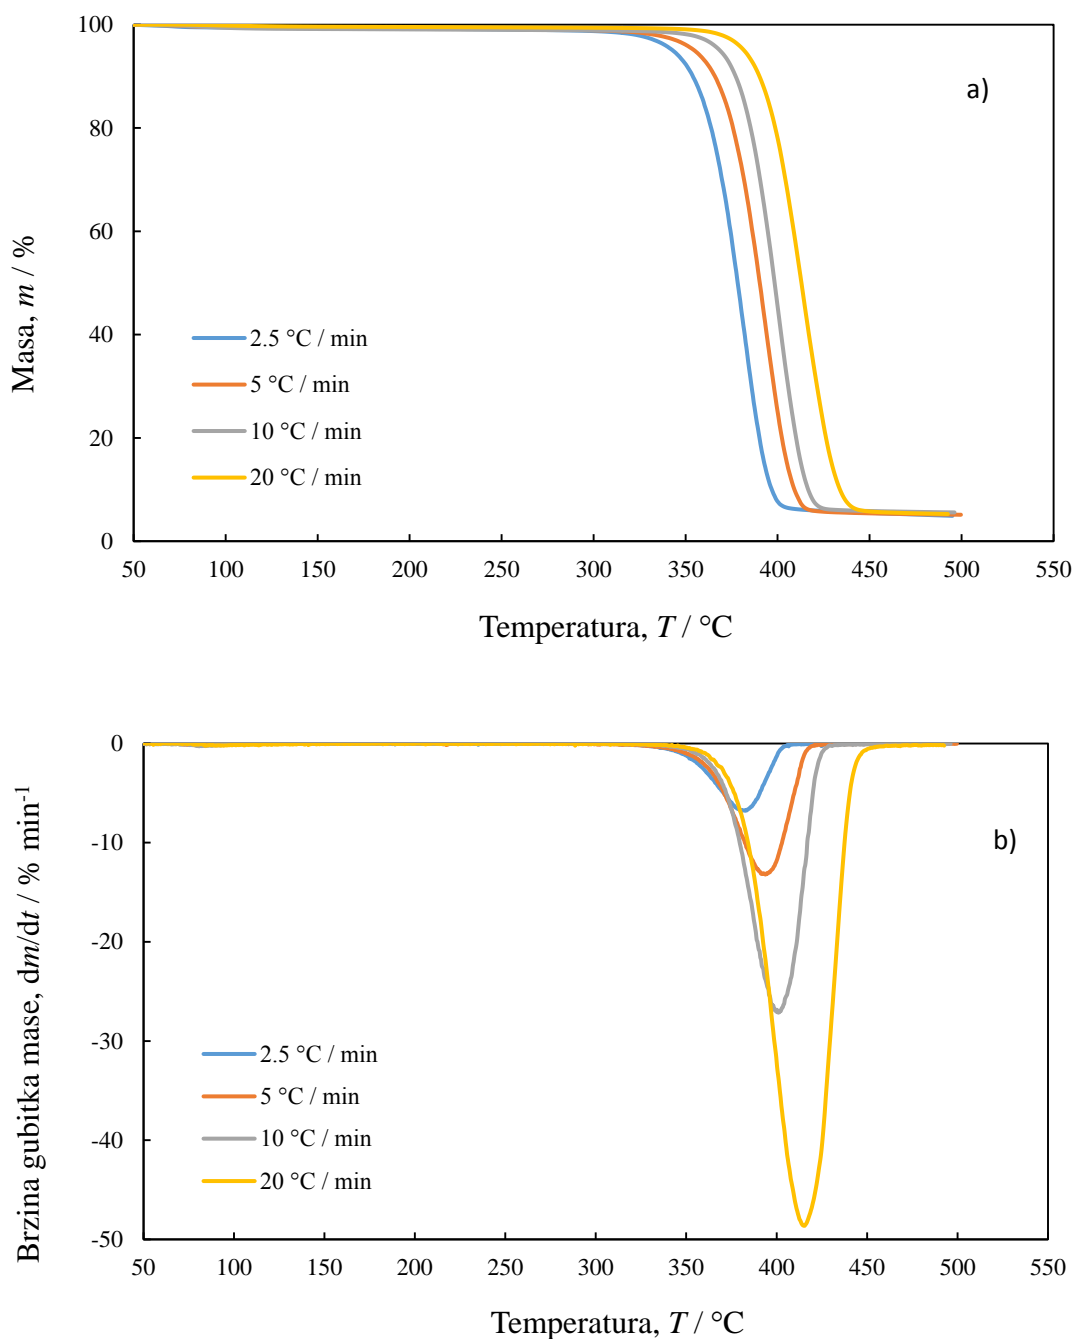 100
80
60
40
20
0
Masa, m / %
a)
2.5 °C / min
5 °C / min
10 °C / min
20 °C / min
50 100 150 200 250 300 350 400 450 500 550
Temperatura, T / °C
0
-10
-20
-30
-40
-50
Brzina gubitka mase, dm/dt / % min-1
b)
2.5 °C / min
5 °C / min
10 °C / min
20 °C / min
50 100 150 200 250 300 350 400 450 500 550
Temperatura, T / °C